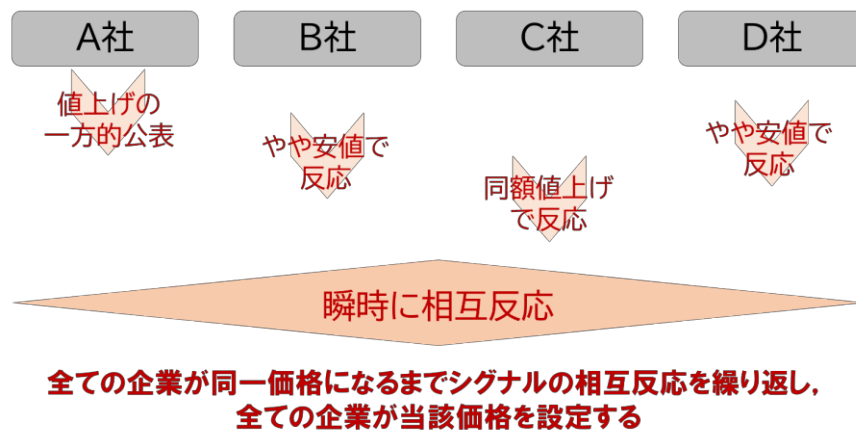 A社
B社
C社
D社
値上げの
一方的公表
やや安値で
反応
同額値上げ
で反応
やや安値で
反応
瞬時に相互反応
全ての企業が同一価格になるまでシグナルの相互反応を繰り返し,
全ての企業が当該価格を設定する